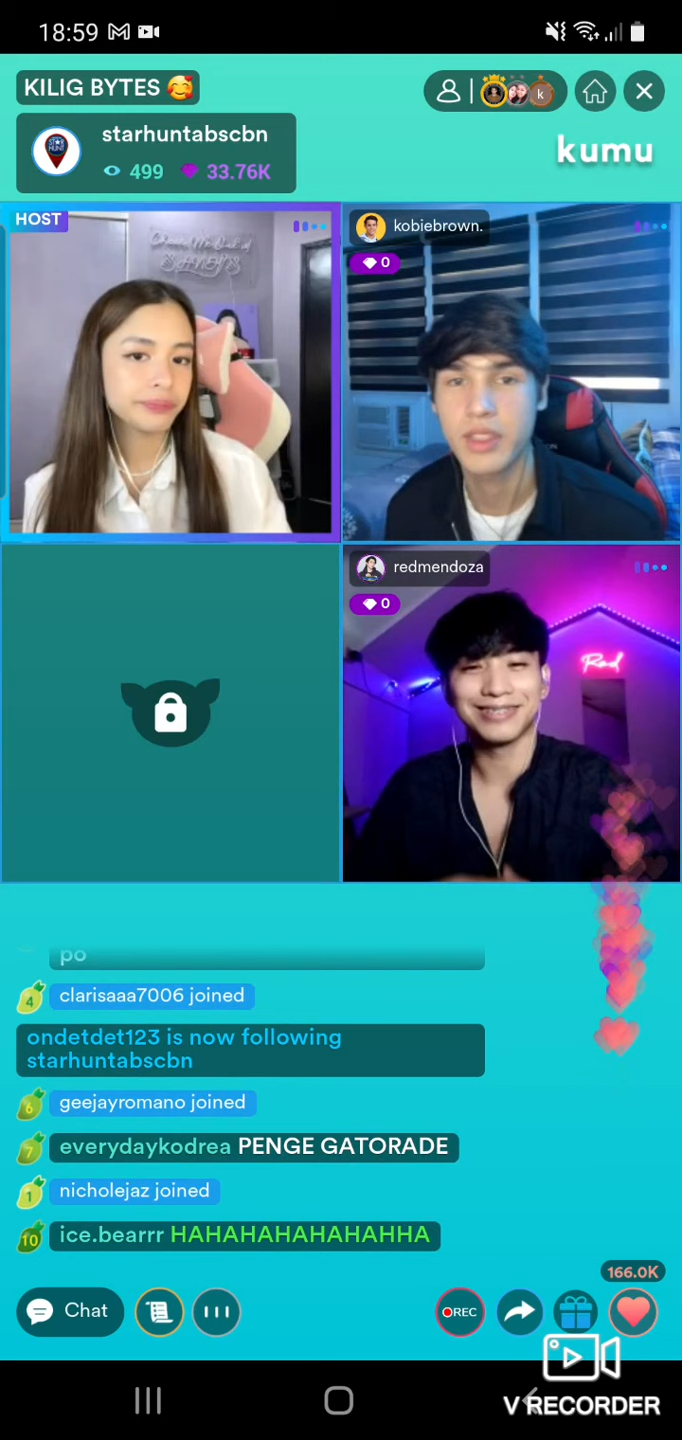 18:59
KILIG BYTES 🥰
k
starhuntabscbn
499 33.76K
kumu
HOST
kobiebrown.
0
redmendoza
0
Red
po
4 clarisaaa7006 joined
ondetdet123 is now following
starhuntabscbn
6 geejayromano joined
7 everydaykodrea PENGE GATORADE
1 nicholejaz joined
10 ice.bearrr HAHAHAHAHAHAHHA
166.0K
Chat
REC
V RECORDER